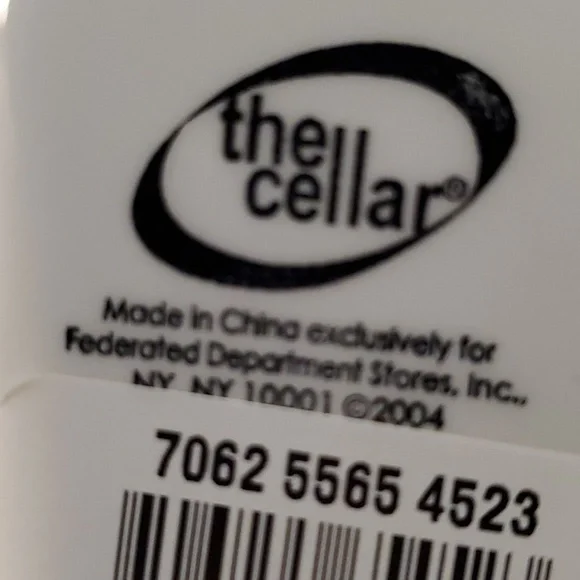 the
cellar®
Made in China exclusively for
Federated Department Stores, Inc.,
NY, NY 10001 ©2004
7062 5565 4523